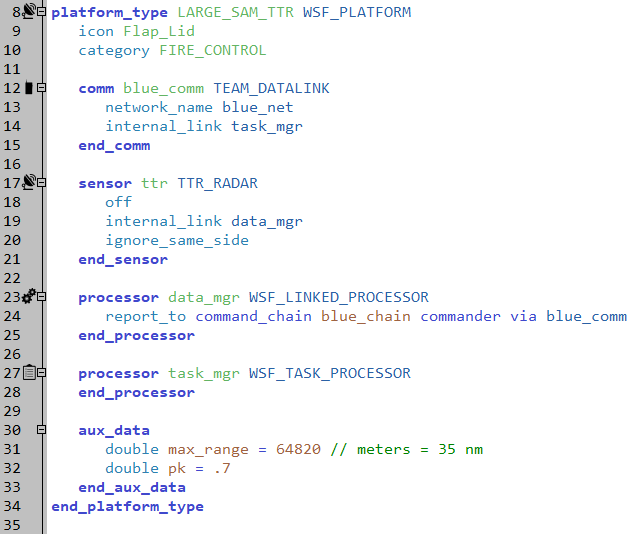 8 platform_type LARGE_SAM_TTR WSF_PLATFORM
9 icon Flap_Lid
10 category FIRE_CONTROL
11
12 comm blue_comm TEAM_DATALINK
13 network_name blue_net
14 internal_link task_mgr
15 end_comm
16
17 sensor ttr TTR_RADAR
18 off
19 internal_link data_mgr
20 ignore_same_side
21 end_sensor
22
23 processor data_mgr WSF_LINKED_PROCESSOR
24 report_to command_chain blue_chain commander via blue_comm
25 end_processor
26
27 processor task_mgr WSF_TASK_PROCESSOR
28 end_processor
29
30 aux_data
31 double max_range = 64820 // meters = 35 nm
32 double pk = .7
33 end_aux_data
34 end_platform_type
35